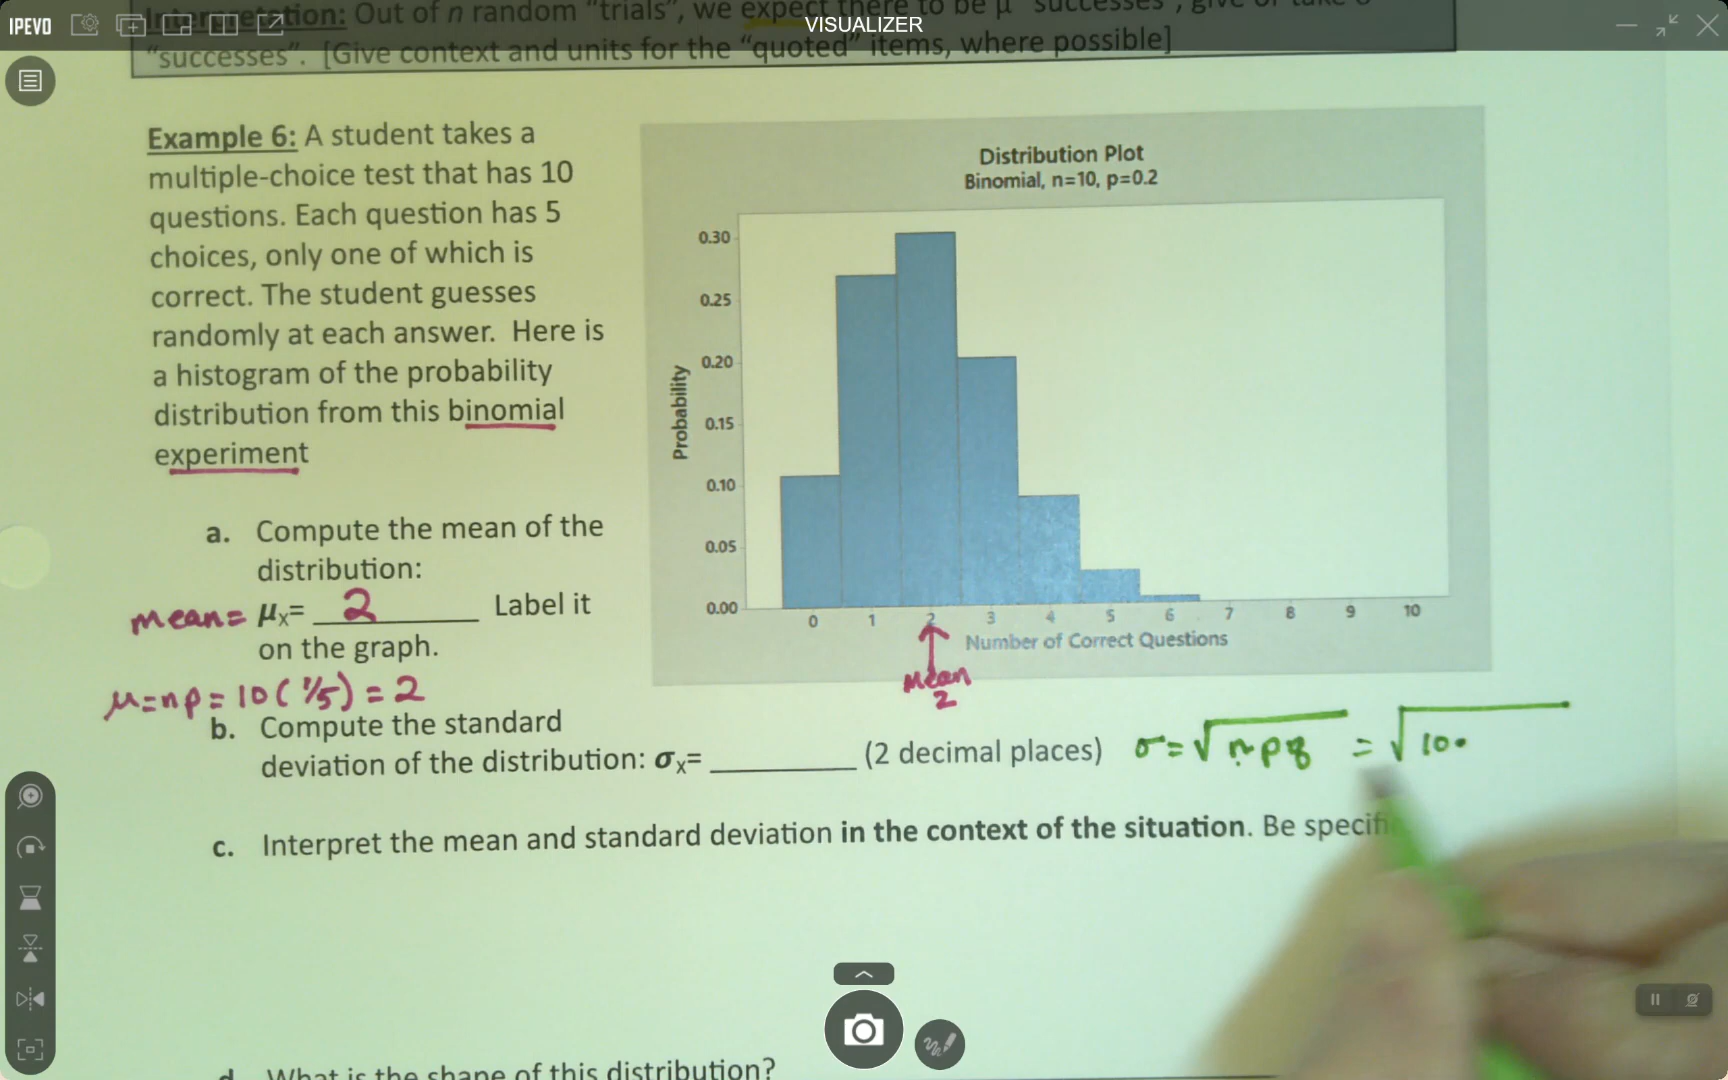 IPEVO
VISUALIZER
Interpretation: Out of n random "trials", we expect there to be μ "successes", give or take σ
"successes". [Give context and units for the "quoted" items, where possible]
Example 6: A student takes a
multiple-choice test that has 10
questions. Each question has 5
choices, only one of which is
correct. The student guesses
randomly at each answer. Here is
a histogram of the probability
distribution from this binomial
experiment
Distribution Plot
Binomial, n=10, p=0.2
Probability
0.30
0.25
0.20
0.15
0.10
0.05
0.00
0 1 2 3 4 5 6 7 8 9 10
Number of Correct Questions
Mean
2
a. Compute the mean of the
distribution:
mean= μx= 2 Label it
on the graph.
μ=np=10(1/5)=2
b. Compute the standard
deviation of the distribution: σx= ________ (2 decimal places) σ=√npq = √10•
c. Interpret the mean and standard deviation in the context of the situation. Be specifi
d. What is the shape of this distribution?